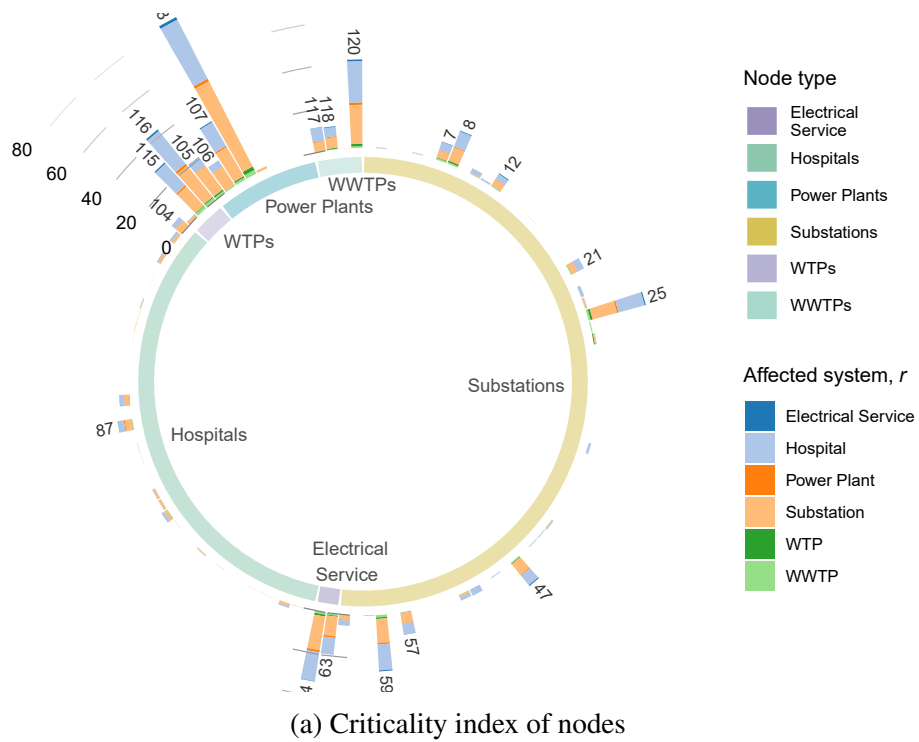 120
118
117
107
116
105
106
115
104
80
60
40
20
0
7
8
12
21
25
47
57
59
63
4
87
WWTPs
Power Plants
WTPs
Substations
Hospitals
Electrical
Service
Node type
Electrical
Service
Hospitals
Power Plants
Substations
WTPs
WWTPs
Affected system, r
Electrical Service
Hospital
Power Plant
Substation
WTP
WWTP
(a) Criticality index of nodes